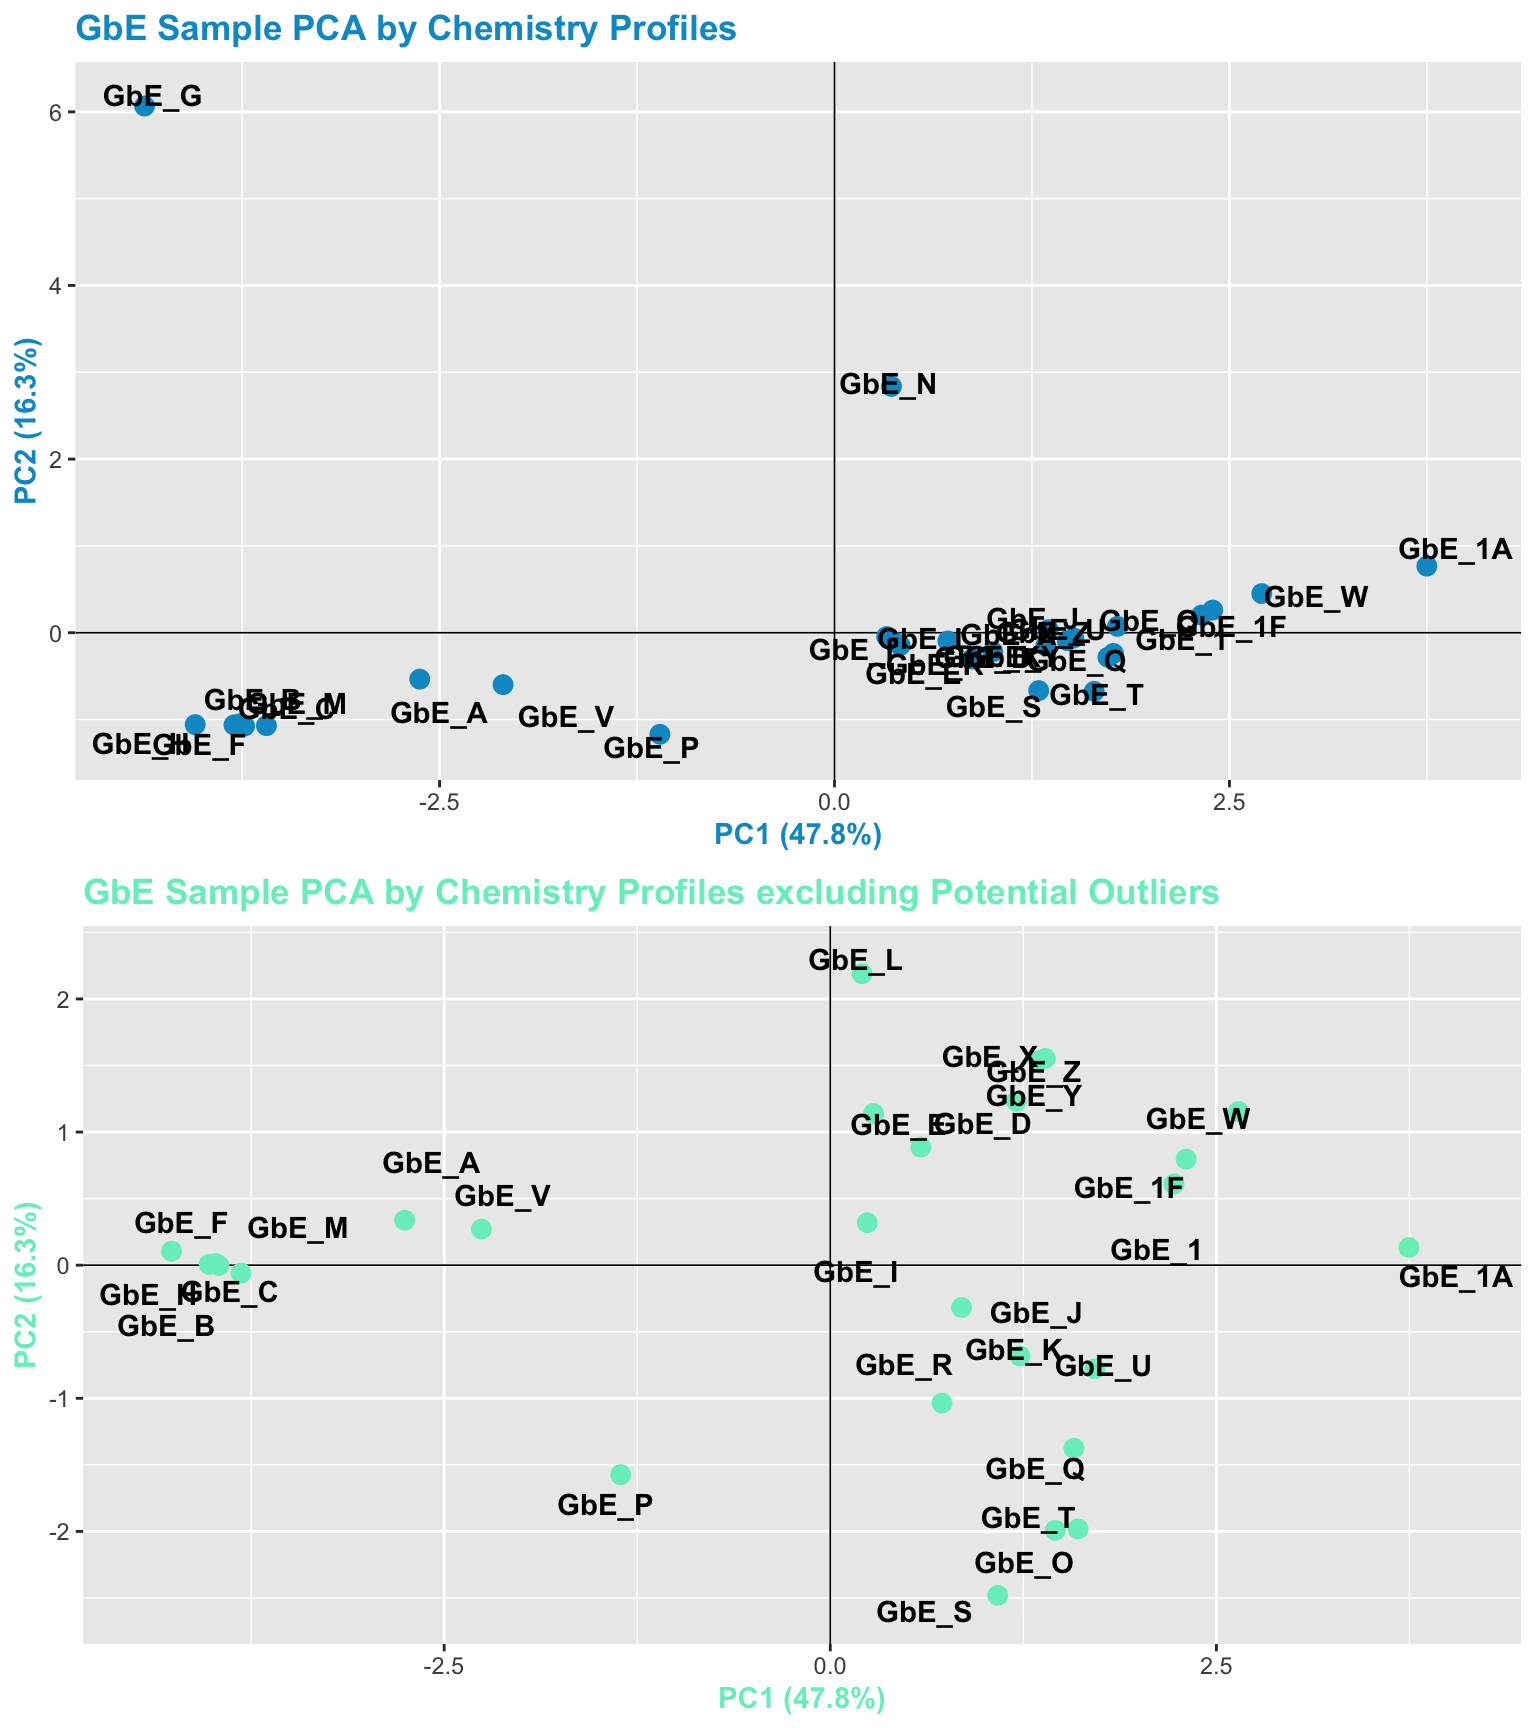 GbE Sample PCA by Chemistry Profiles
GbE_G
6
4
GbE_N
2
PC2 (16.3%)
GbE_1A
GbE_W
0
GbE_1F
GbE_Q
GbE_E
GbE_S
GbE_T
GbE_M
GbE_A
GbE_V
GbE_F
GbE_P
-2.5
0.0
2.5
PC1 (47.8%)
GbE Sample PCA by Chemistry Profiles excluding Potential Outliers
GbE_L
2
GbE_X
GbE_Z
GbE_Y
GbE_W
GbE_E
GbE_D
1
GbE_A
GbE_1F
GbE_V
GbE_F
GbE_M
GbE_1
0
GbE_I
GbE_1A
GbE_H
GbE_C
GbE_J
GbE_B
PC2 (16.3%)
GbE_K
GbE_R
GbE_U
-1
GbE_Q
GbE_P
GbE_T
-2
GbE_O
GbE_S
-2.5
0.0
2.5
PC1 (47.8%)